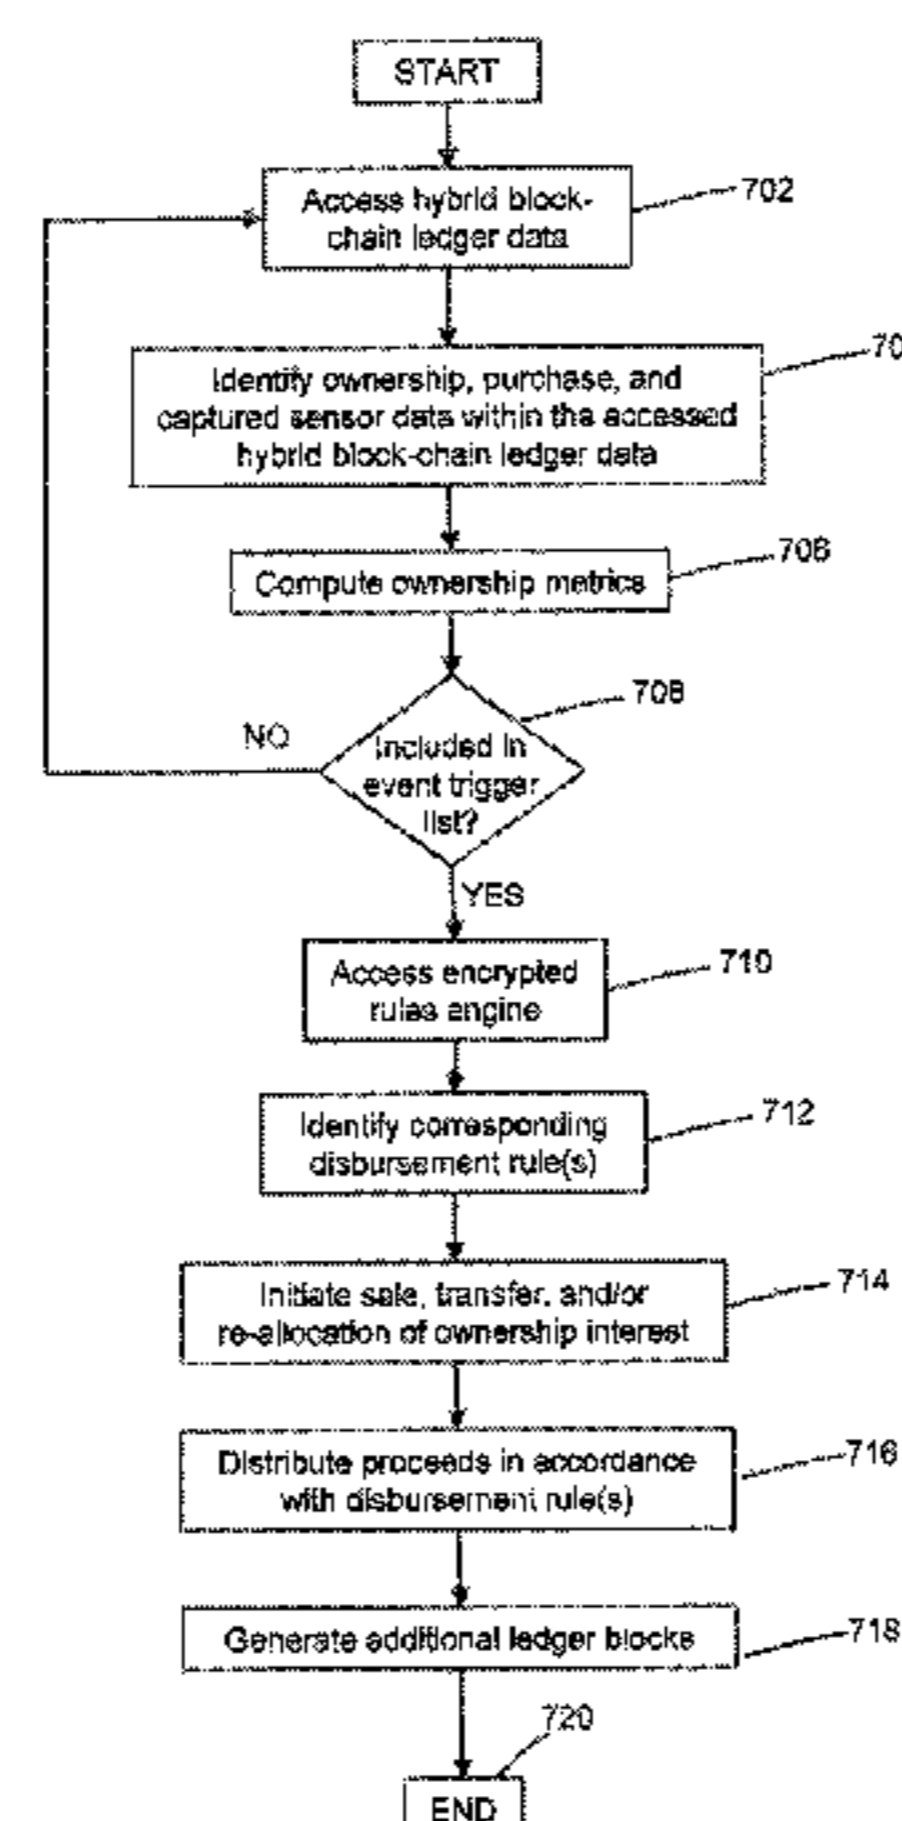 START
Access hybrid block-
chain ledger data
702
Identify ownership, purchase, and
captured sensor data within the accessed
hybrid block-chain ledger data
70
Compute ownership metrics
706
Included in
event trigger
list?
708
NO
YES
Access encrypted
rules engine
710
Identify corresponding
disbursement rule(s)
712
Initiate sale, transfer, and/or
re-allocation of ownership interest
714
Distribute proceeds in accordance
with disbursement rule(s)
716
Generate additional ledger blocks
718
720
END